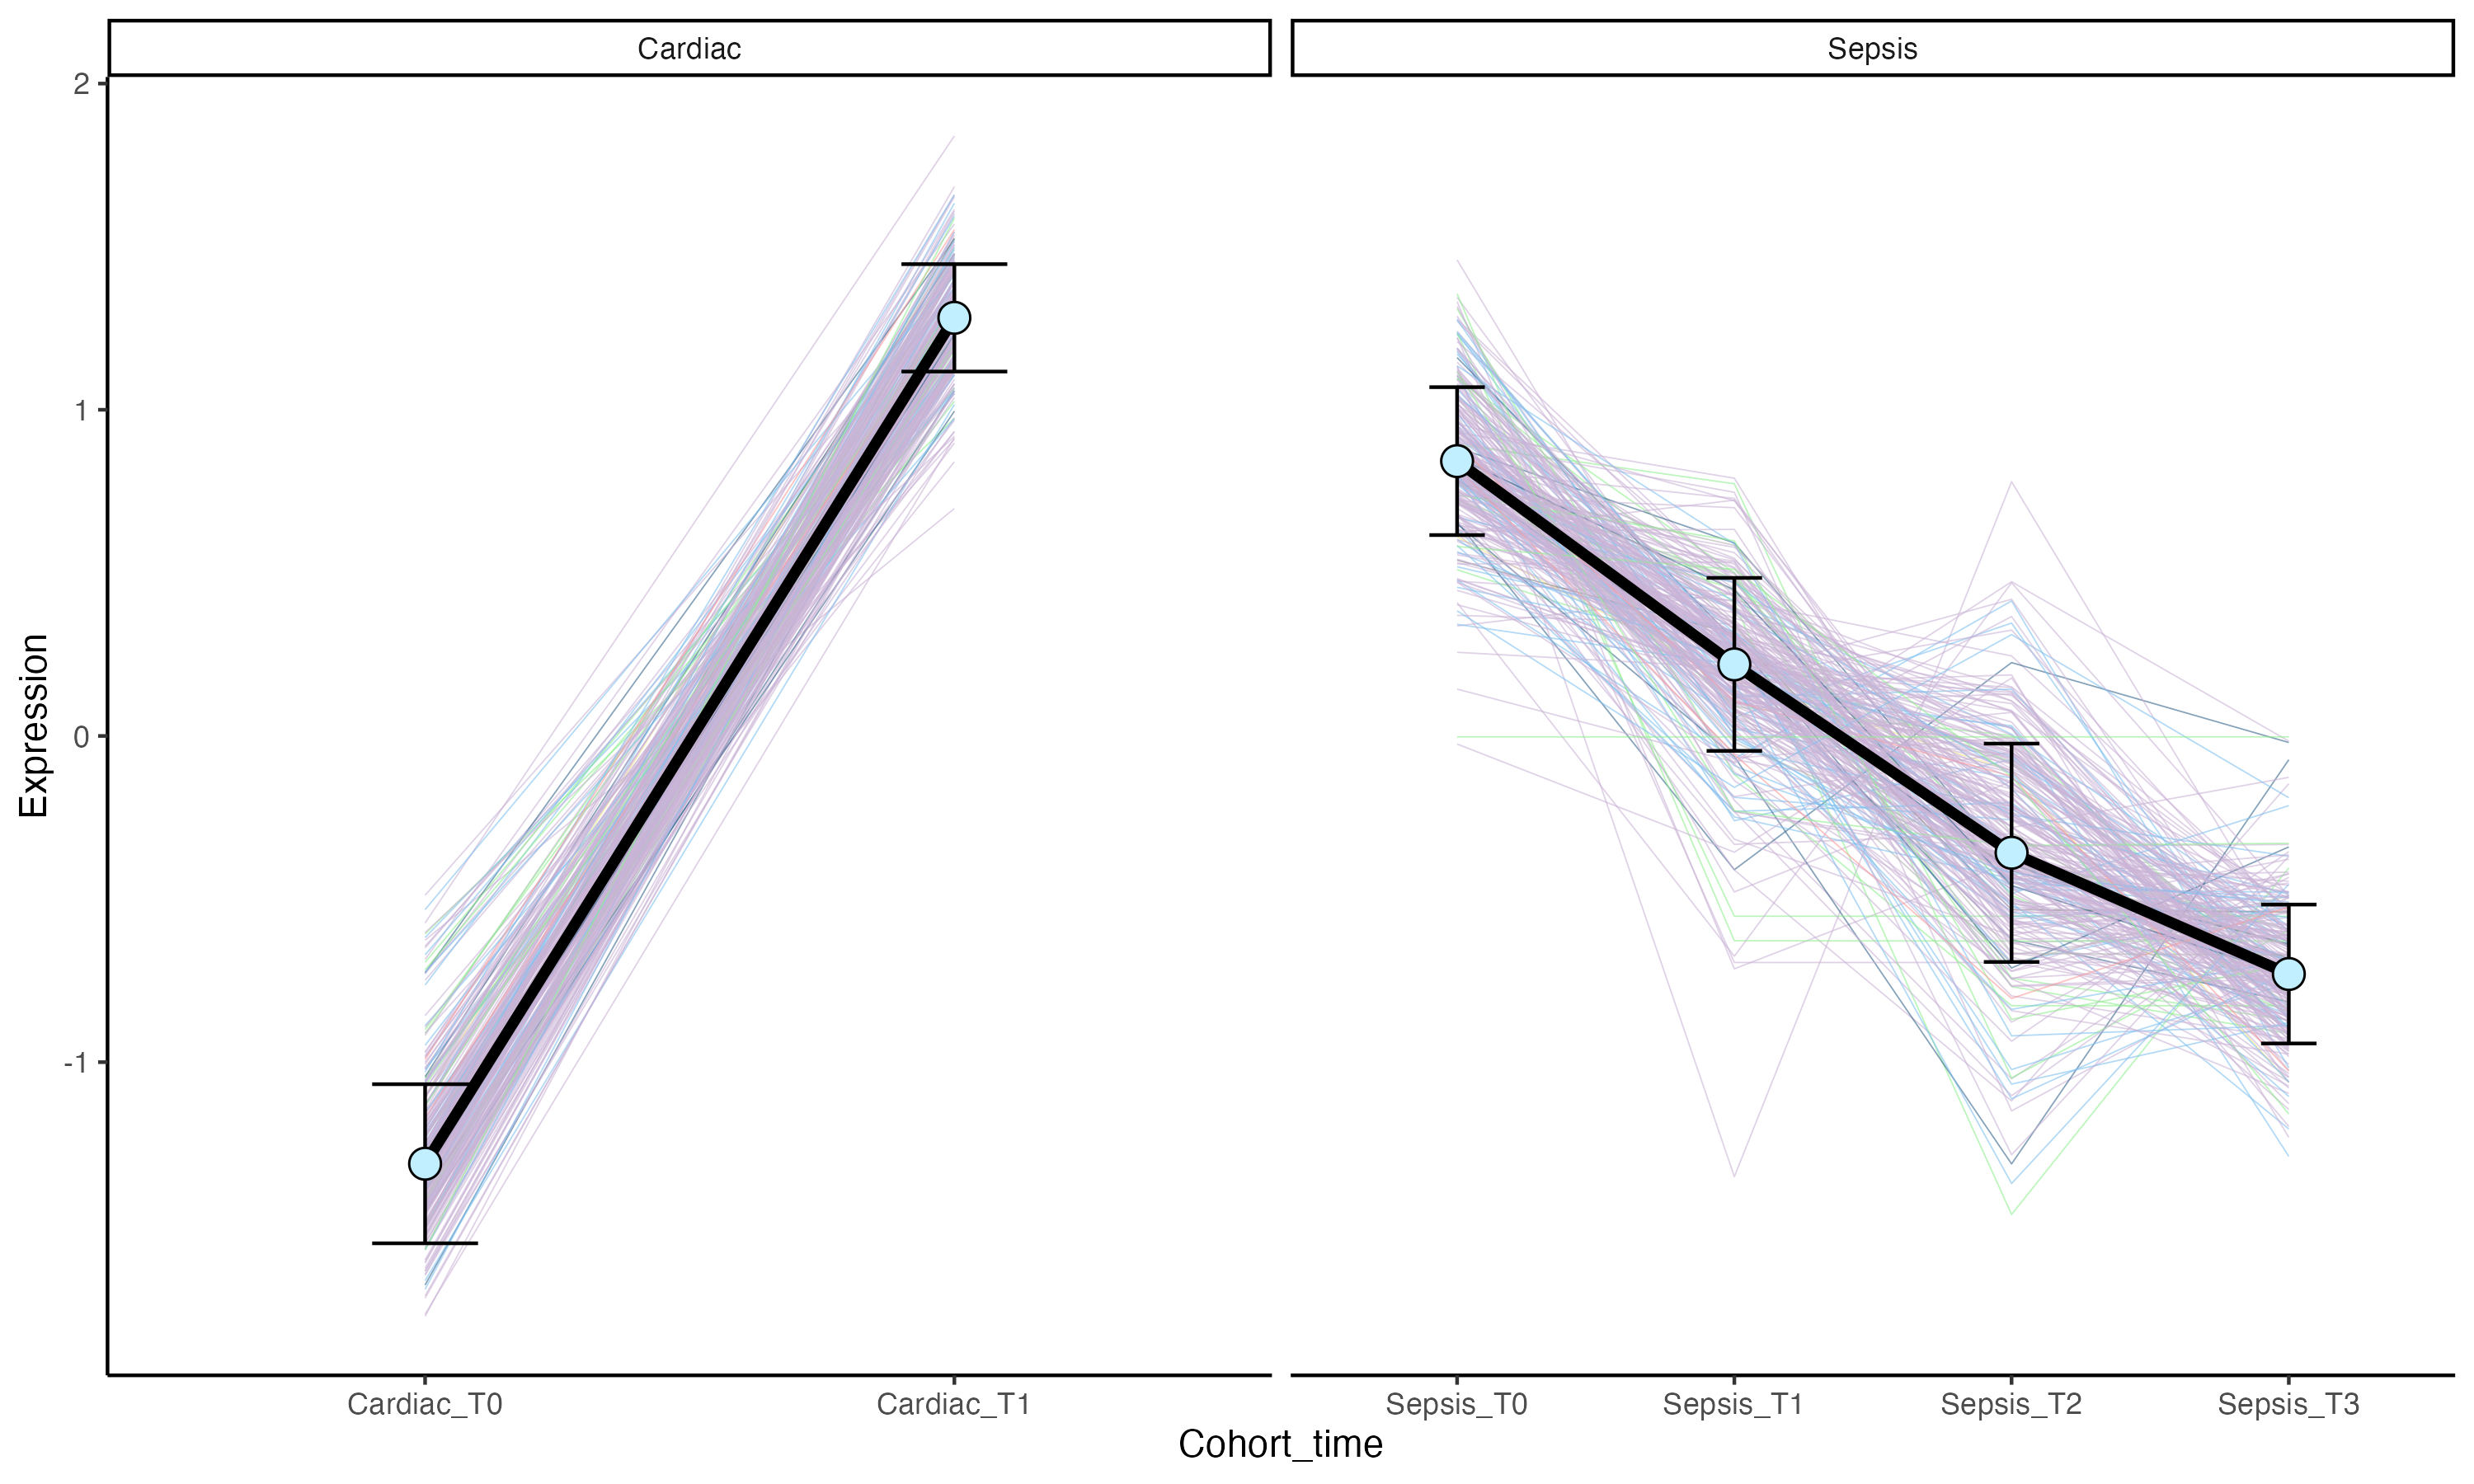 Cardiac
Sepsis
2
1
0
-1
Expression
Cardiac_T0
Cardiac_T1
Sepsis_T0
Sepsis_T1
Sepsis_T2
Sepsis_T3
Cohort_time